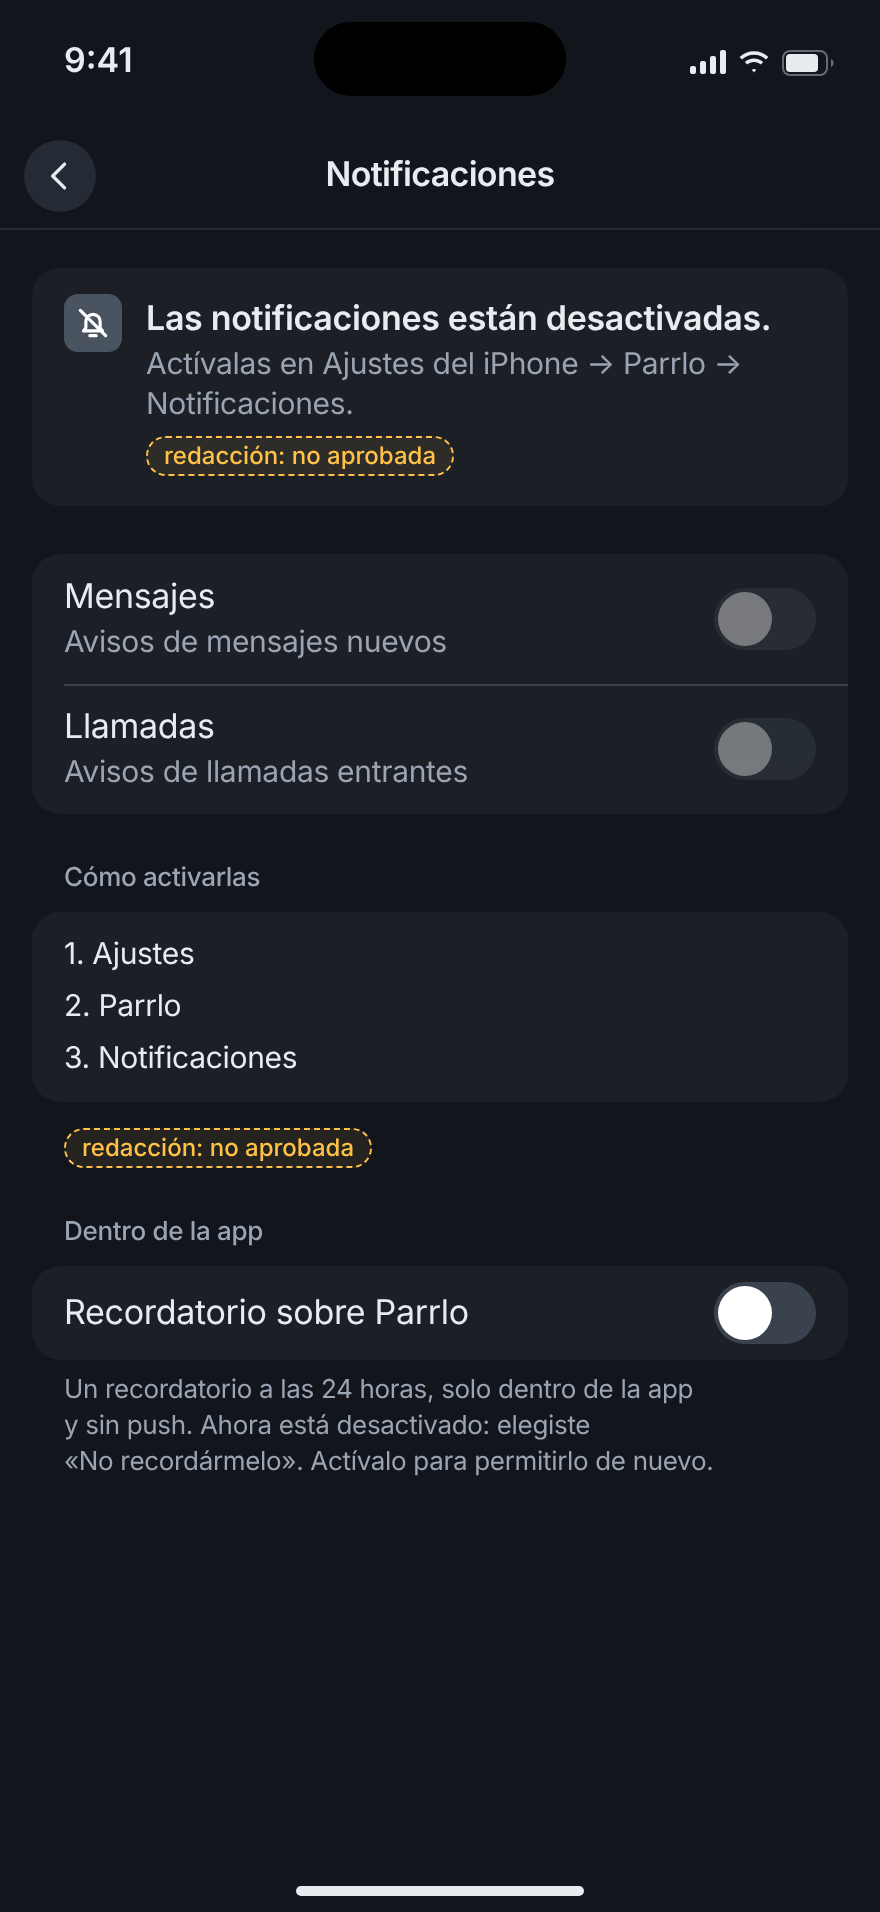 9:41
Notificaciones
Las notificaciones están desactivadas.
Actívalas en Ajustes del iPhone → Parrlo →
Notificaciones.
redacción: no aprobada
Mensajes
Avisos de mensajes nuevos
Llamadas
Avisos de llamadas entrantes
Cómo activarlas
1. Ajustes
2. Parrlo
3. Notificaciones
redacción: no aprobada
Dentro de la app
Recordatorio sobre Parrlo
Un recordatorio a las 24 horas, solo dentro de la app
y sin push. Ahora está desactivado: elegiste
«No recordármelo». Actívalo para permitirlo de nuevo.